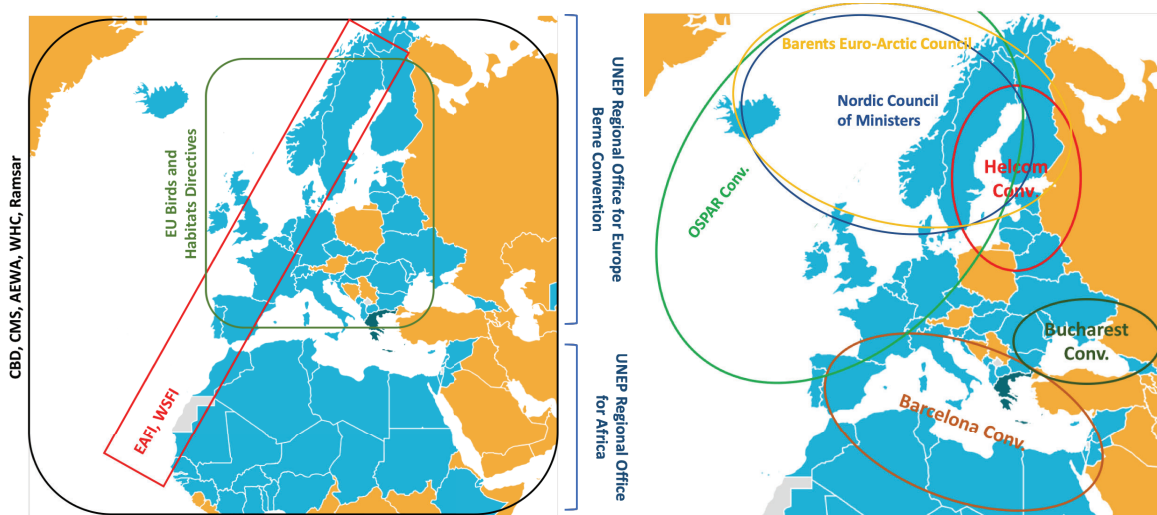 CBD, CMS, AEWA, WHC, Ramsar
EU Birds and
Habitats Directives
EAFI, WSFI
UNEP Regional Office for Europe
Berne Convention
UNEP Regional Office
for Africa
Barents Euro-Arctic Council
Nordic Council
of Ministers
Helcom
Conv.
OSPAR Conv.
Bucharest
Conv.
Barcelona Conv.